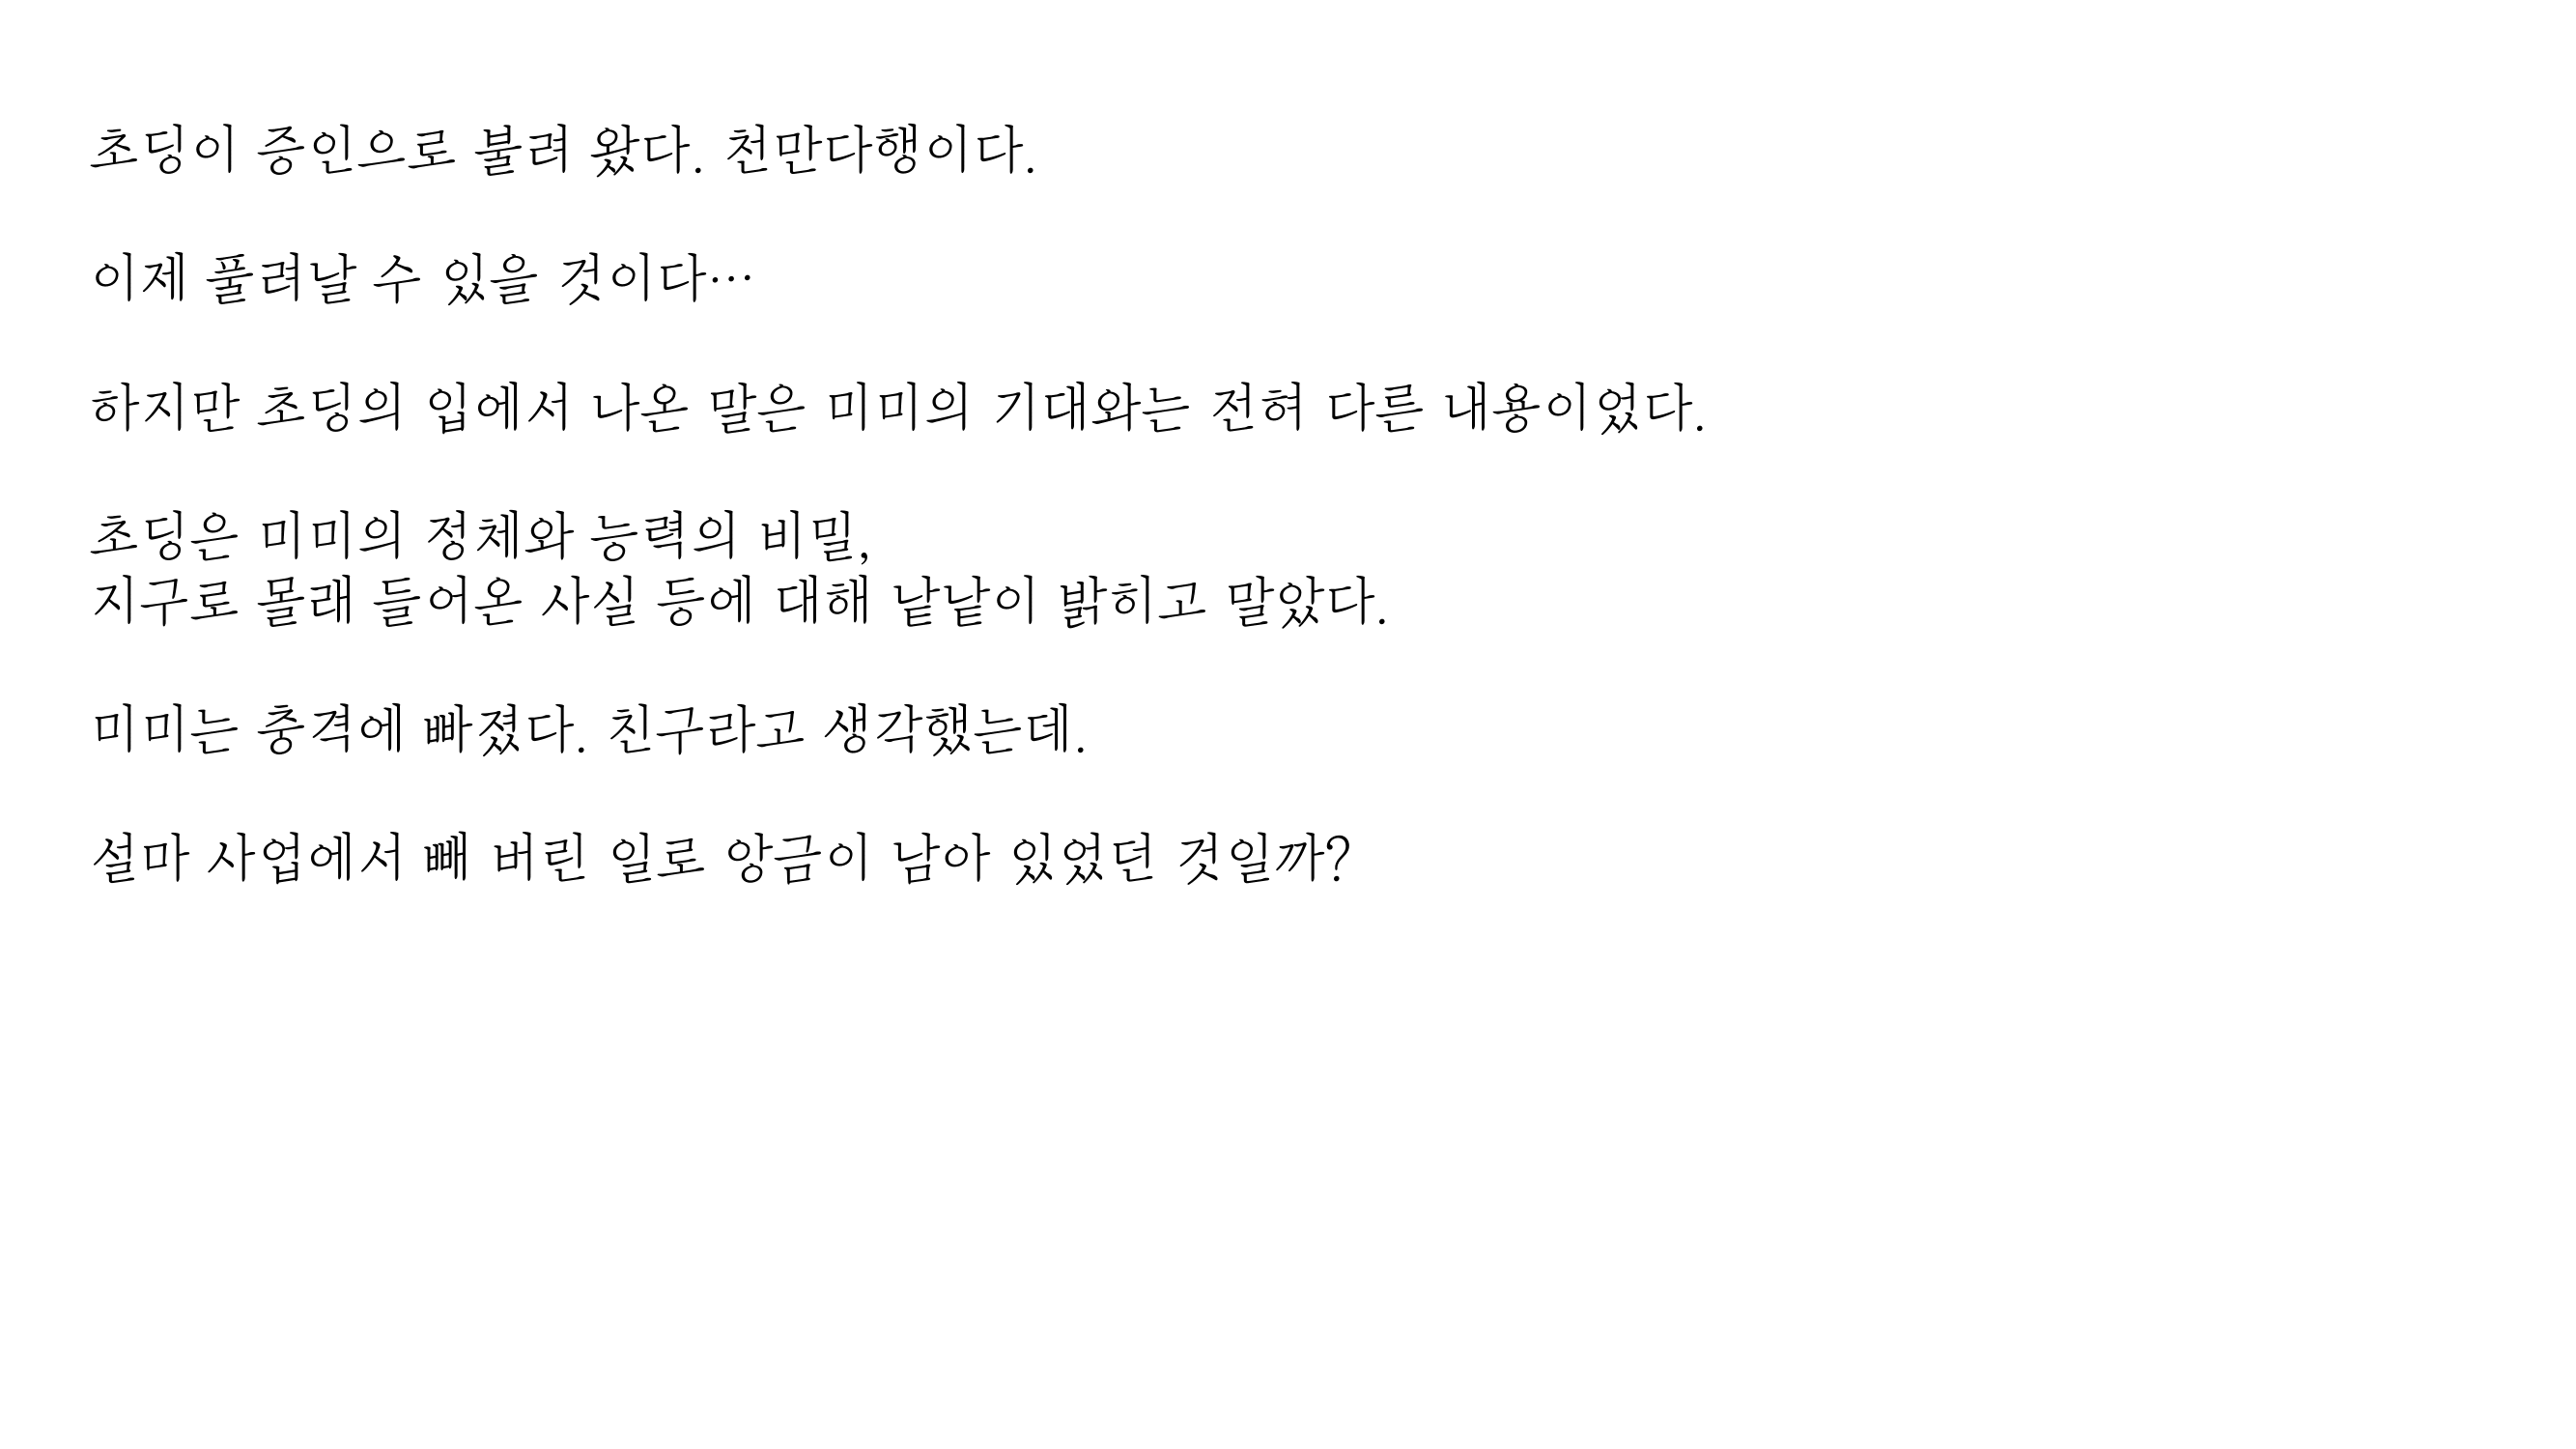 초딩이 증인으로 불려 왔다. 천만다행이다.
이제 풀려날 수 있을 것이다…
하지만 초딩의 입에서 나온 말은 미미의 기대와는 전혀 다른 내용이었다.
초딩은 미미의 정체와 능력의 비밀,
지구로 몰래 들어온 사실 등에 대해 낱낱이 밝히고 말았다.
미미는 충격에 빠졌다. 친구라고 생각했는데.
설마 사업에서 빼 버린 일로 앙금이 남아 있었던 것일까?